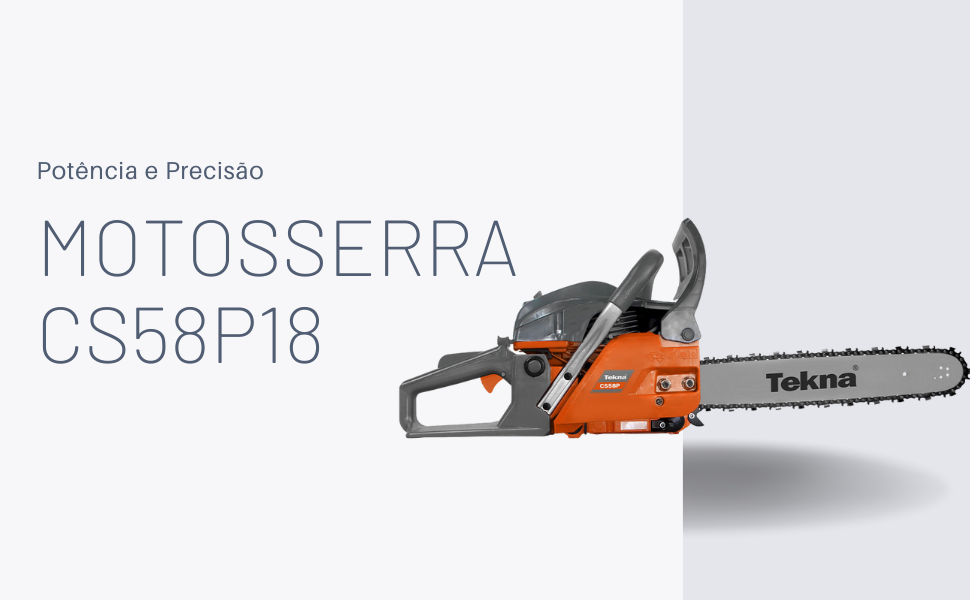 Potência e Precisão
MOTOSSERRA
CS58P18
Tekna
CS58P
Tekna®